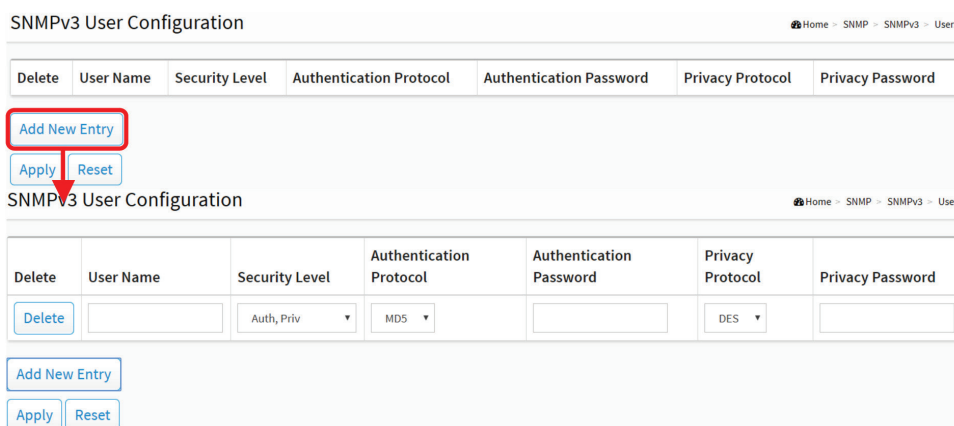 SNMPv3 User Configuration
Home > SNMP > SNMPv3 > User
Delete User Name Security Level Authentication Protocol Authentication Password Privacy Protocol Privacy Password
Add New Entry
Apply Reset
SNMPv3 User Configuration
Home > SNMP > SNMPv3 > Use
Delete User Name Security Level Authentication Protocol Authentication Password Privacy Protocol Privacy Password
Delete Auth, Priv MD5 DES
Add New Entry
Apply Reset